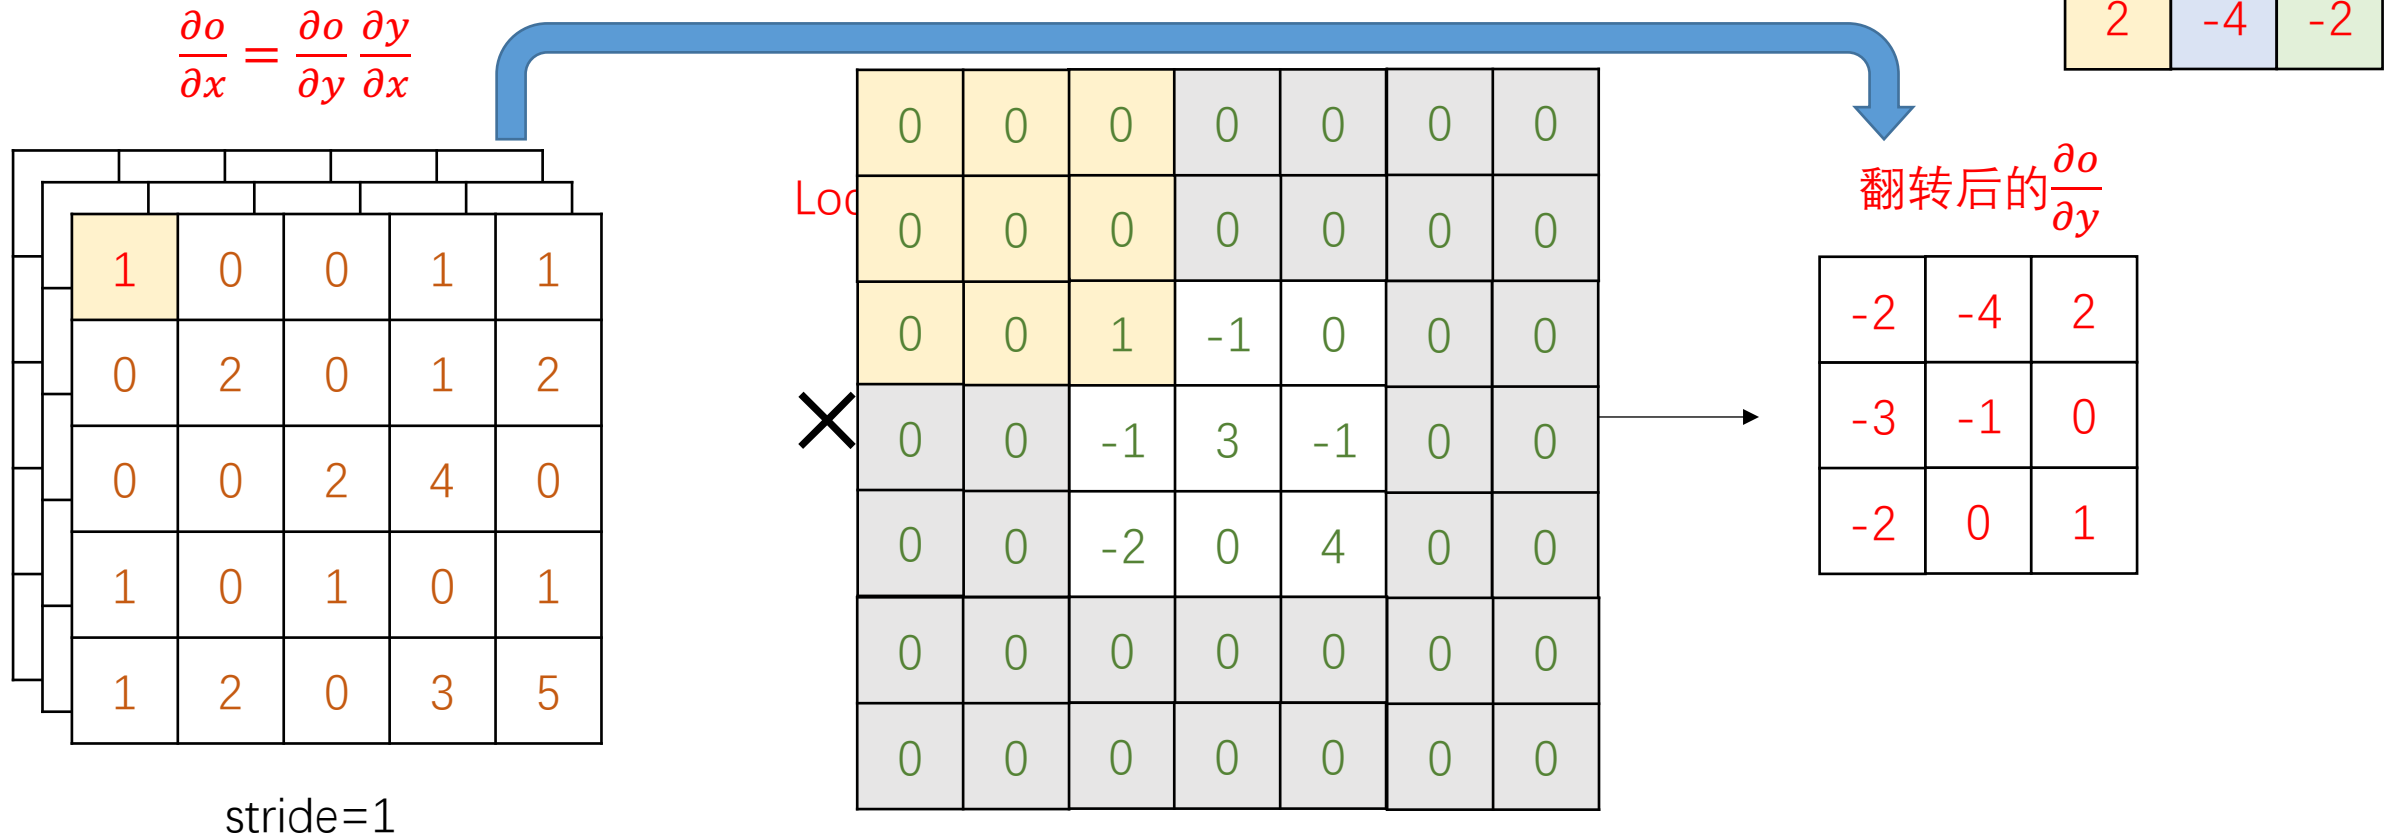 ∂o/∂x = ∂o/∂y ∂y/∂x
2 -4 -2
1 0 0 1 1
0 2 0 1 2
0 0 2 4 0
1 0 1 0 1
1 2 0 3 5
stride=1
Loc
×
0 0 0 0 0 0 0
0 0 0 0 0 0 0
0 0 1 -1 0 0 0
0 0 -1 3 -1 0 0
0 0 -2 0 4 0 0
0 0 0 0 0 0 0
0 0 0 0 0 0 0
翻转后的∂o/∂y
-2 -4 2
-3 -1 0
-2 0 1